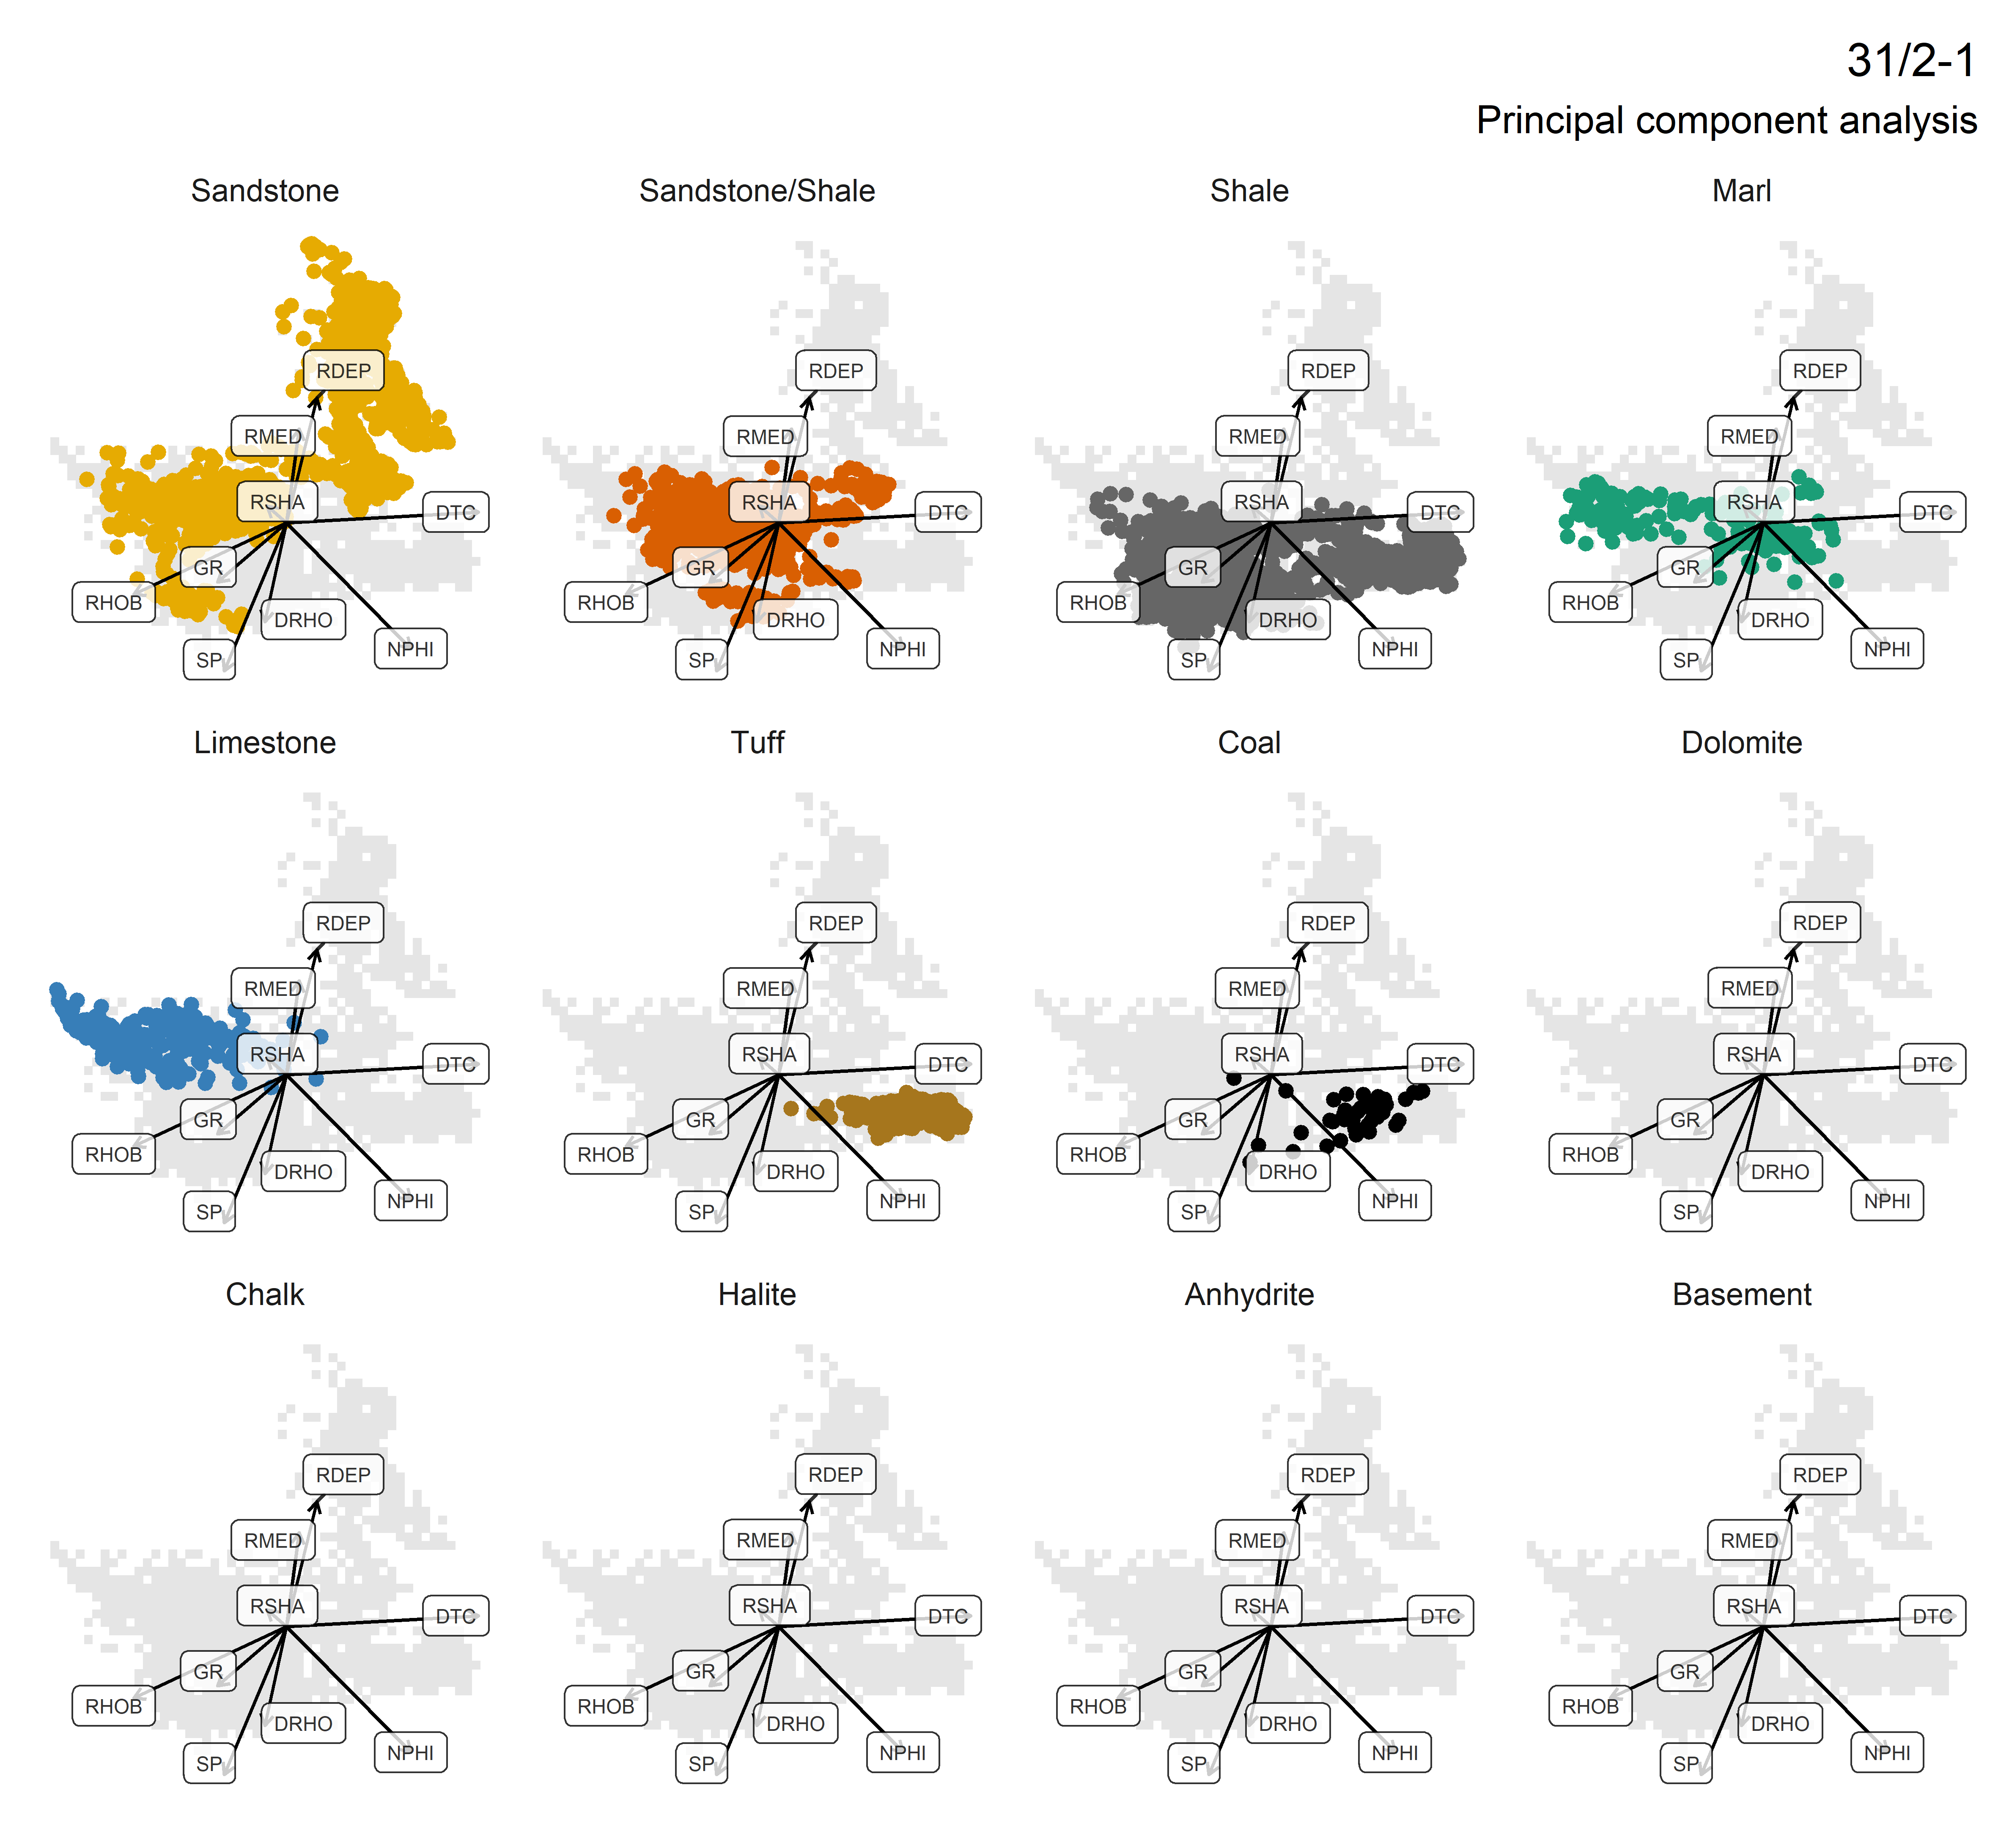 31/2-1
Principal component analysis
Sandstone
RDEP
RMED
RSHA
DTC
GR
RHOB
DRHO
NPHI
SP
Sandstone/Shale
RDEP
RMED
RSHA
DTC
GR
RHOB
DRHO
NPHI
SP
Shale
RDEP
RMED
RSHA
DTC
GR
RHOB
DRHO
NPHI
SP
Marl
RDEP
RMED
RSHA
DTC
GR
RHOB
DRHO
NPHI
SP
Limestone
RDEP
RMED
RSHA
DTC
GR
RHOB
DRHO
NPHI
SP
Tuff
RDEP
RMED
RSHA
DTC
GR
RHOB
DRHO
NPHI
SP
Coal
RDEP
RMED
RSHA
DTC
GR
RHOB
DRHO
NPHI
SP
Dolomite
RDEP
RMED
RSHA
DTC
GR
RHOB
DRHO
NPHI
SP
Chalk
RDEP
RMED
RSHA
DTC
GR
RHOB
DRHO
NPHI
SP
Halite
RDEP
RMED
RSHA
DTC
GR
RHOB
DRHO
NPHI
SP
Anhydrite
RDEP
RMED
RSHA
DTC
GR
RHOB
DRHO
NPHI
SP
Basement
RDEP
RMED
RSHA
DTC
GR
RHOB
DRHO
NPHI
SP